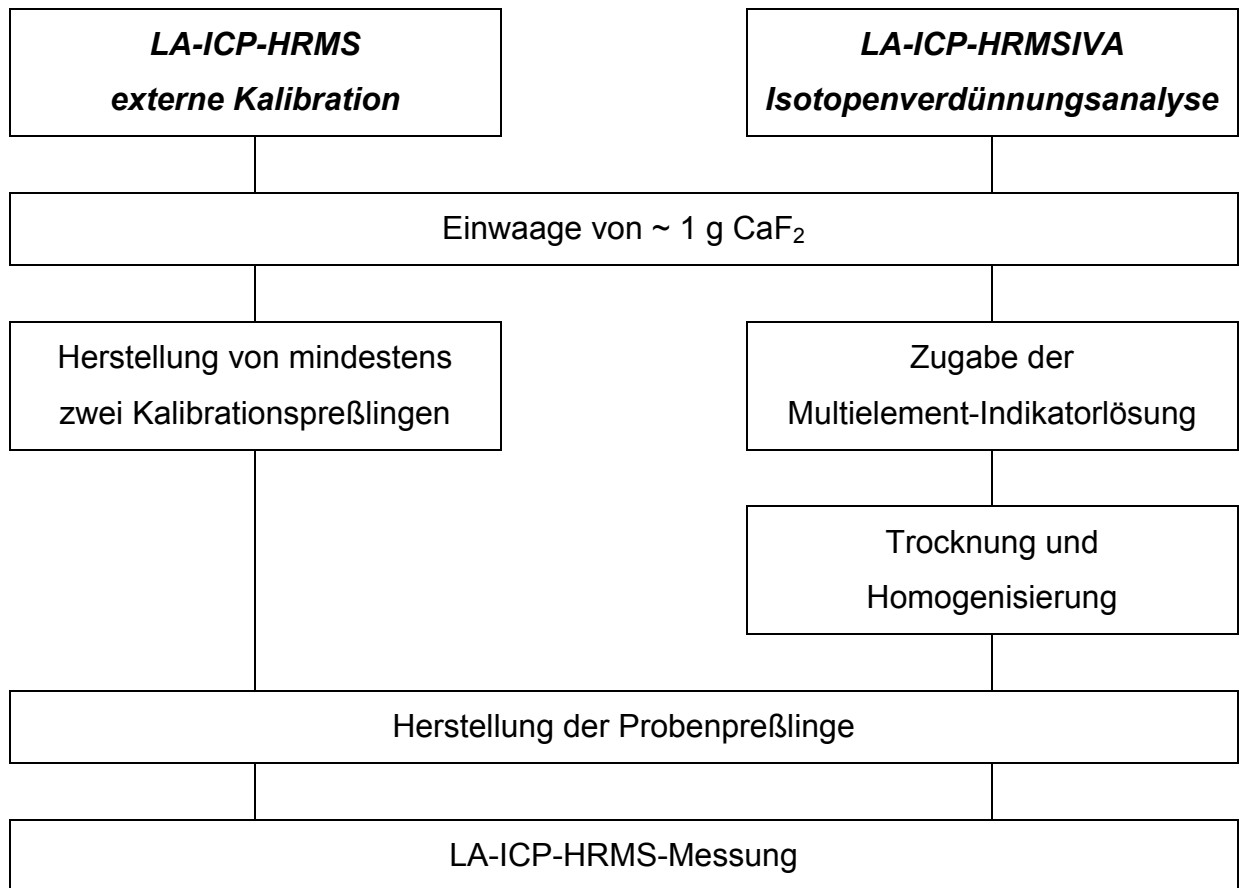 LA-ICP-HRMS
externe Kalibration
LA-ICP-HRMSIVA
Isotopenverdünnungsanalyse
Einwaage von ~ 1 g CaF₂
Herstellung von mindestens
zwei Kalibrationspreßlingen
Zugabe der
Multielement-Indikatorlösung
Trocknung und
Homogenisierung
Herstellung der Probenpreßlinge
LA-ICP-HRMS-Messung